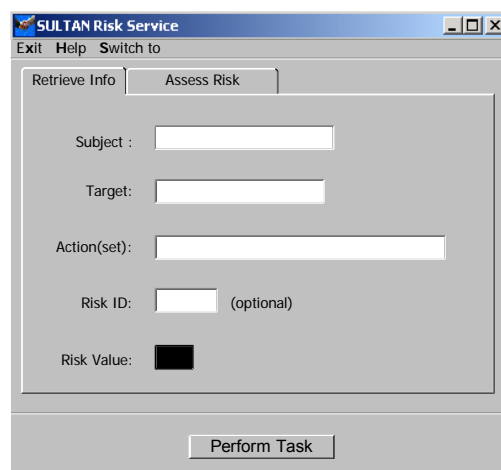 SULTAN Risk Service
Exit Help Switch to
Retrieve Info Assess Risk
Subject :
Target:
Action(set):
Risk ID: (optional)
Risk Value:
Perform Task